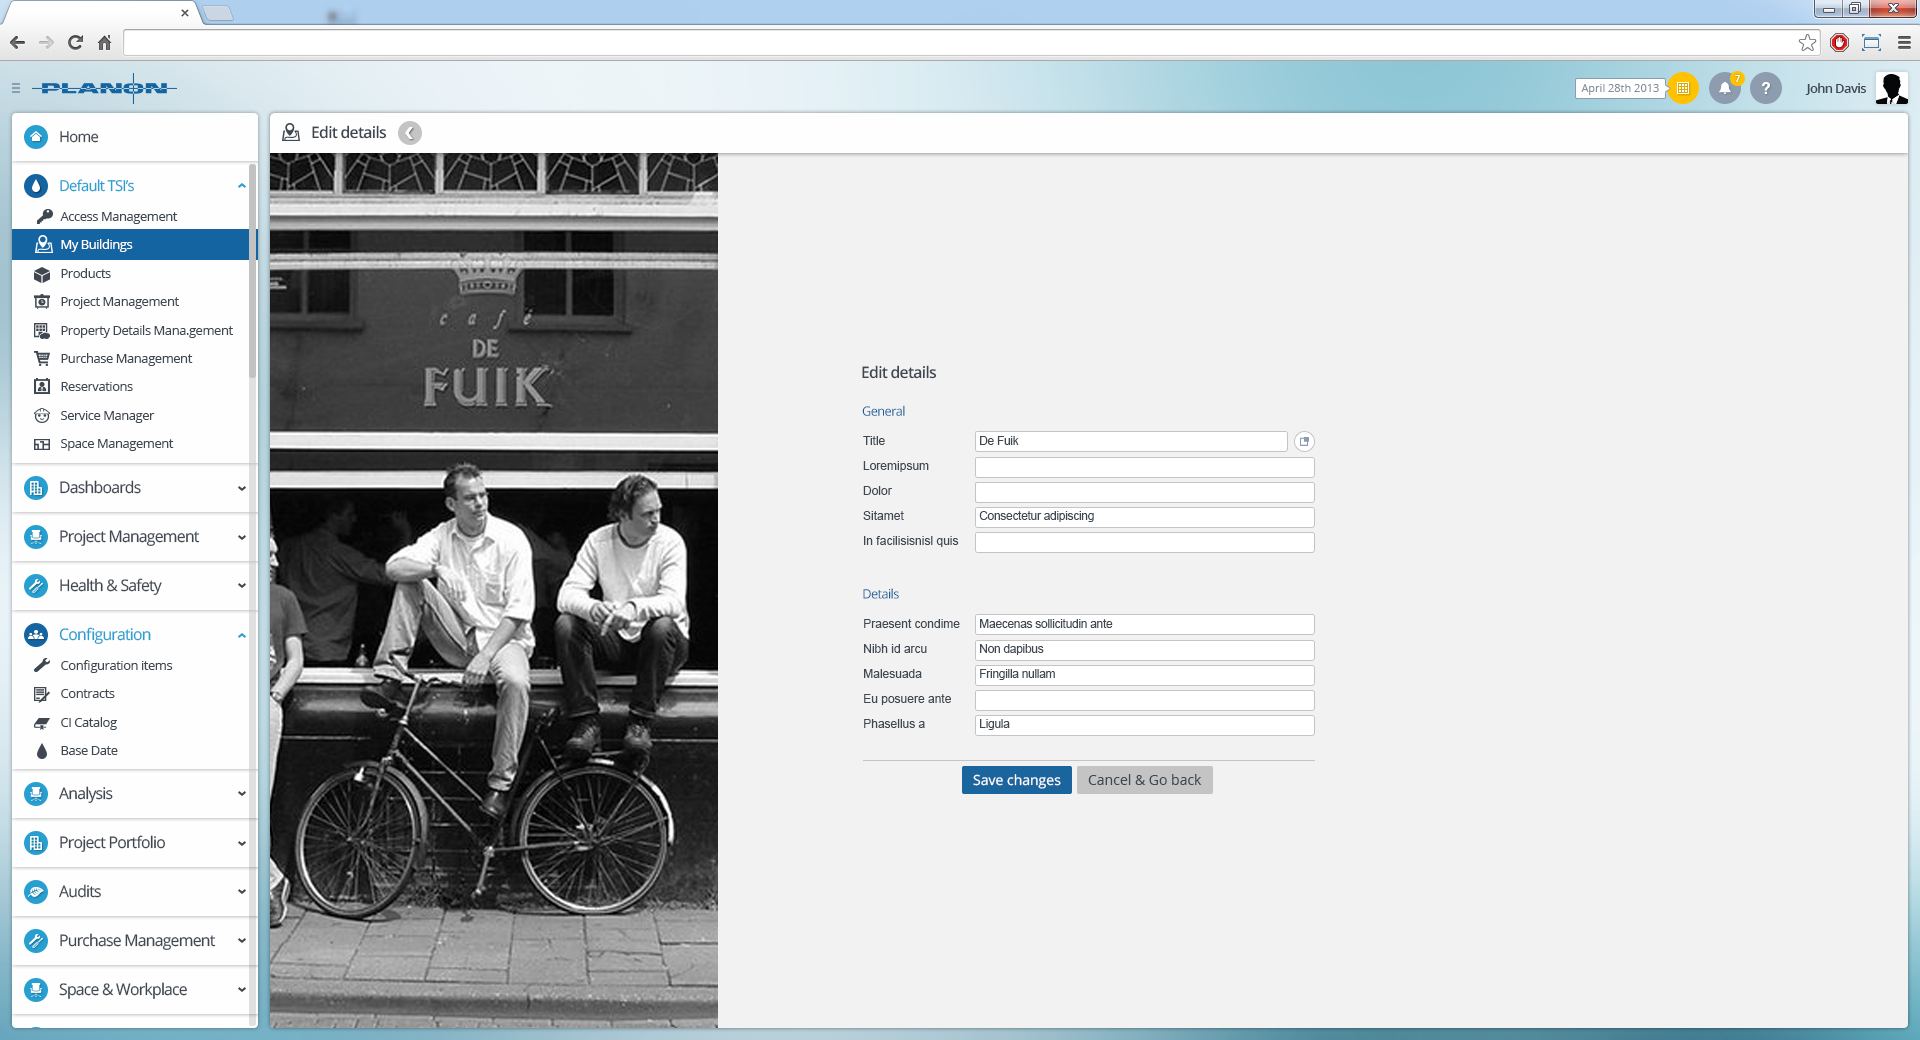 PLANON
April 28th 2013
7
?
John Davis
Home
Default TSI's
Access Management
My Buildings
Products
Project Management
Property Details Mana.gement
Purchase Management
Reservations
Service Manager
Space Management
Dashboards
Project Management
Health & Safety
Configuration
Configuration items
Contracts
CI Catalog
Base Date
Analysis
Project Portfolio
Audits
Purchase Management
Space & Workplace
Edit details
café
DE
FUIK
Edit details
General
Title De Fuik
Loremipsum
Dolor
Sitamet Consectetur adipiscing
In facilisisnisl quis
Details
Praesent condime Maecenas sollicitudin ante
Nibh id arcu Non dapibus
Malesuada Fringilla nullam
Eu posuere ante
Phasellus a Ligula
Save changes Cancel & Go back